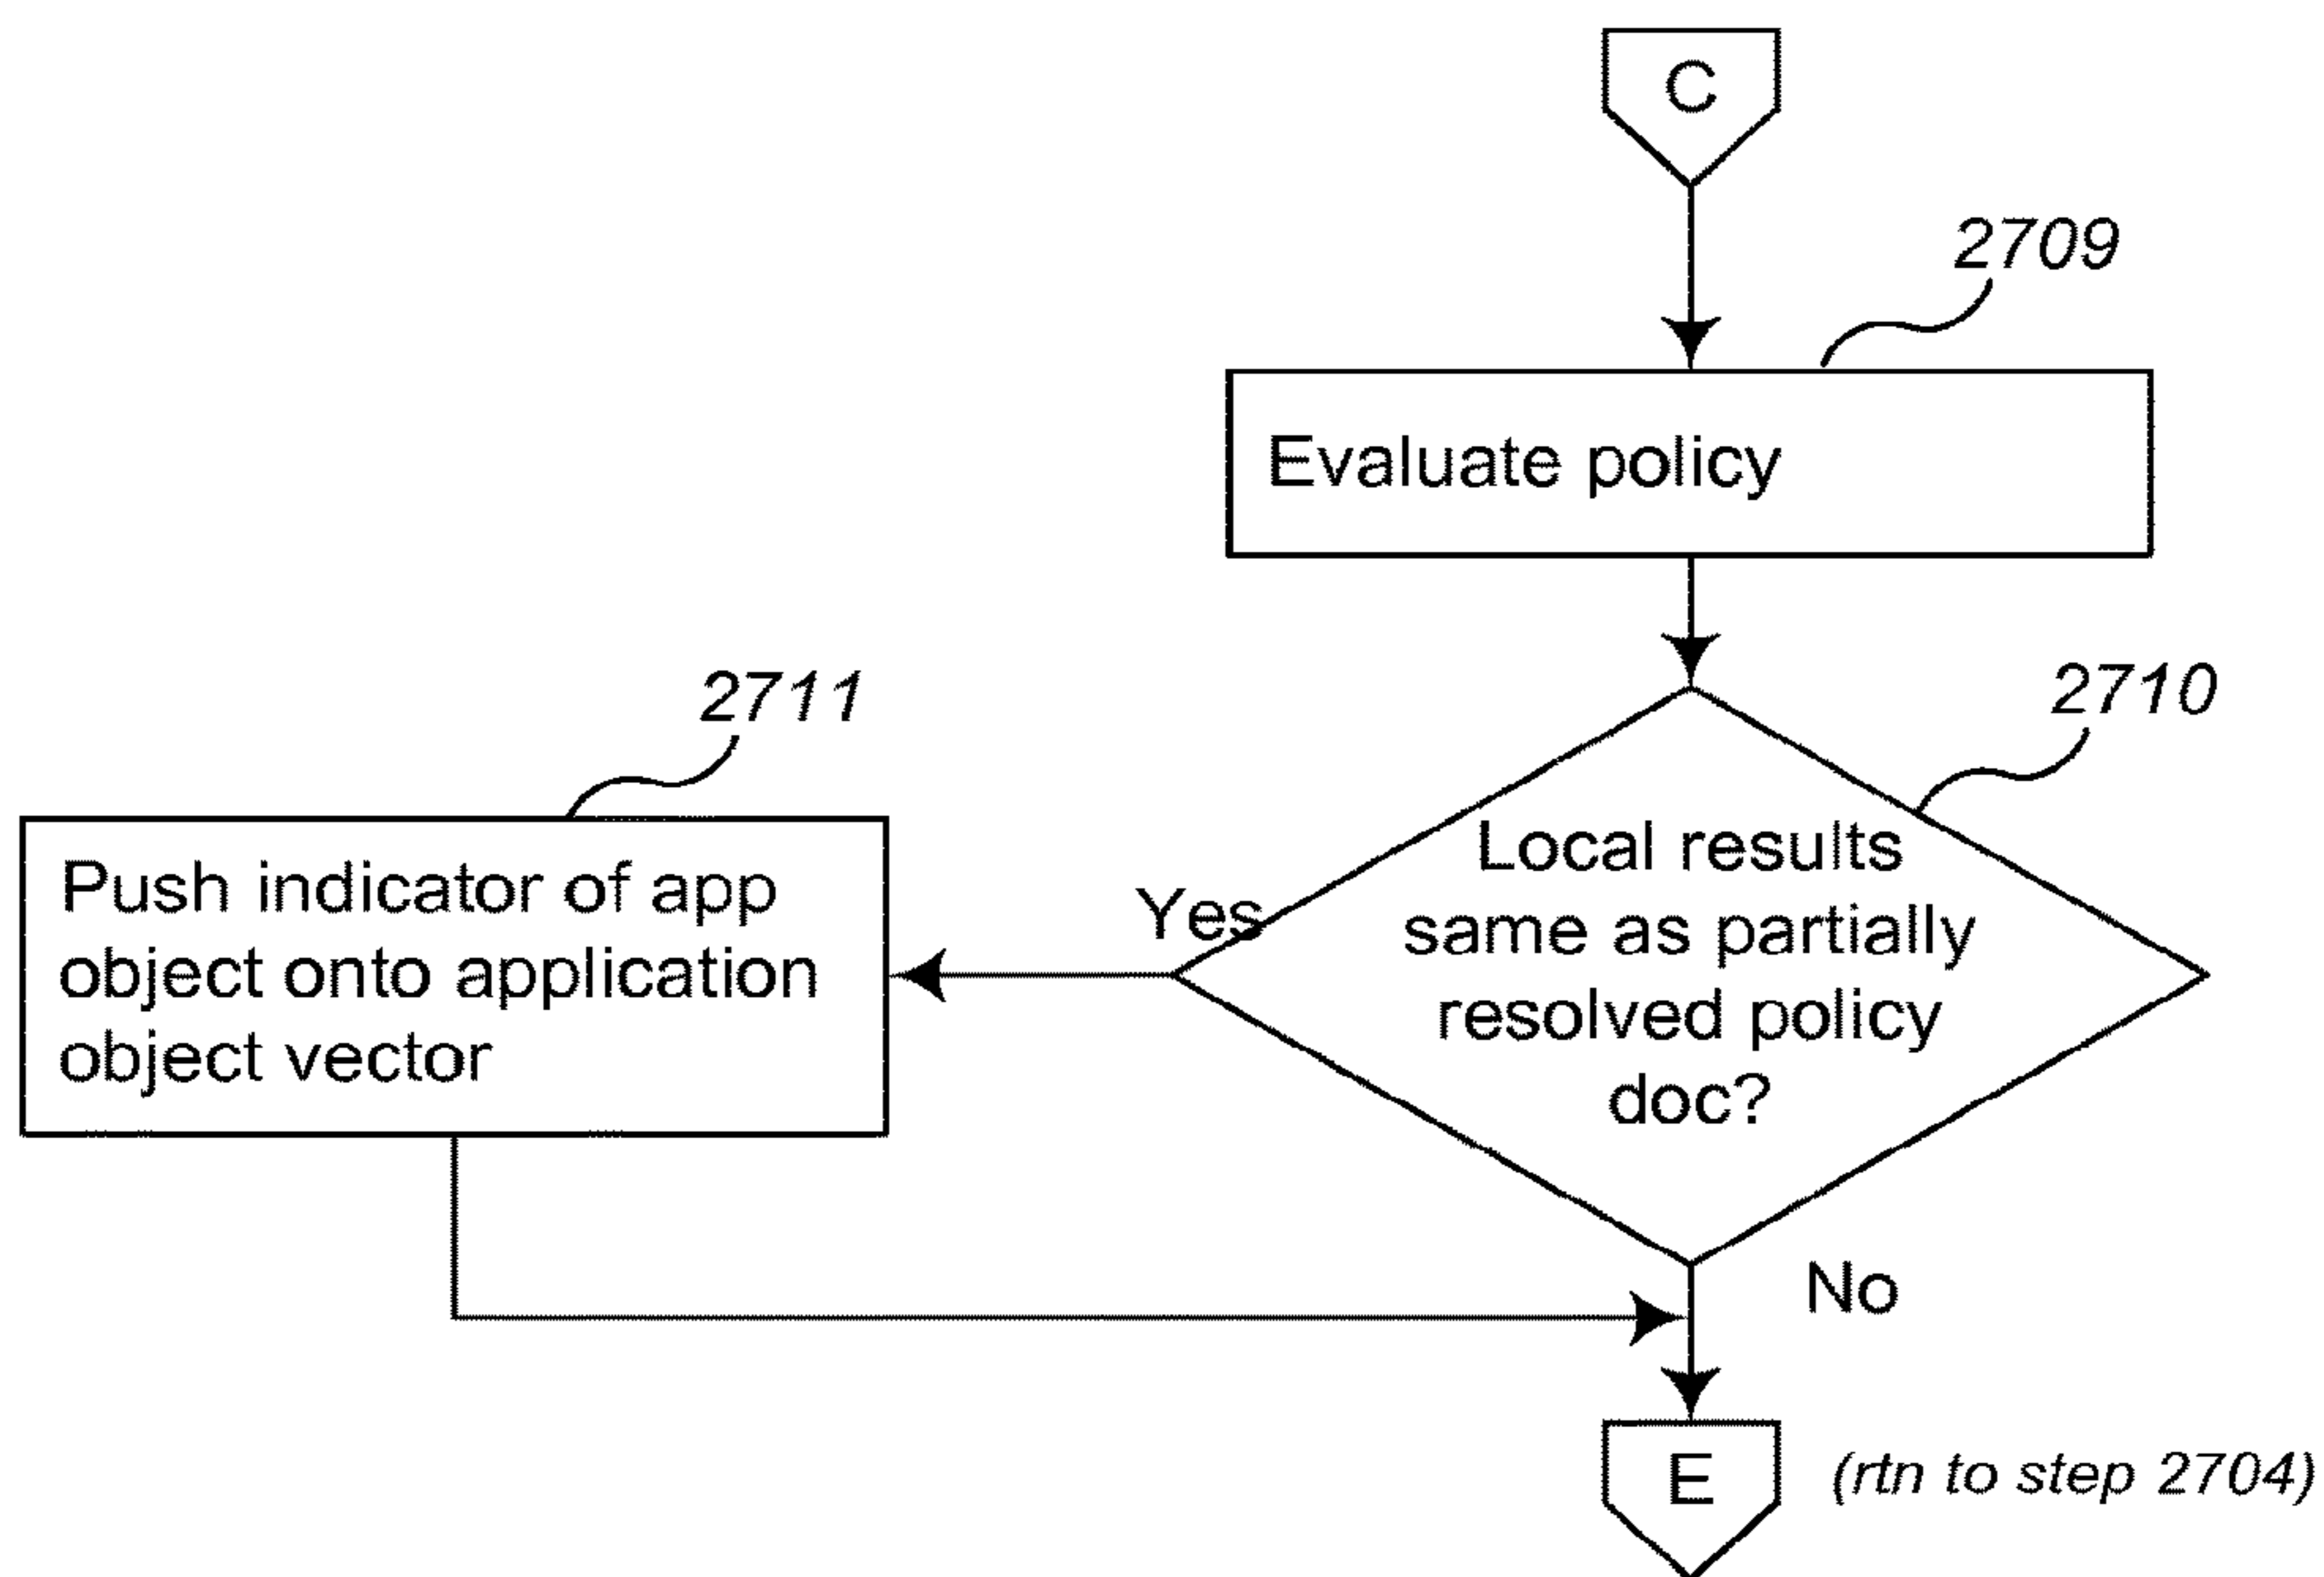 C
2709
Evaluate policy
2711
2710
Push indicator of app
object onto application
object vector
Yes
Local results
same as partially
resolved policy
doc?
No
E
(rtn to step 2704)